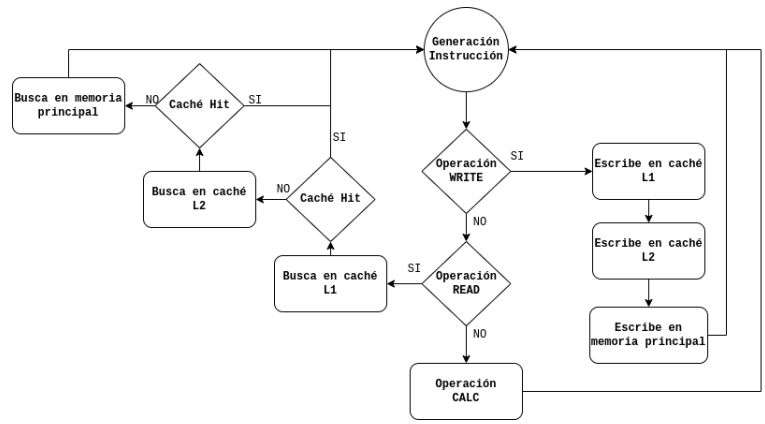 Generación
Instrucción
Busca en memoria
principal
NO
Caché Hit
SI
SI
Operación
WRITE
SI
Escribe en caché
L1
Busca en caché
L2
NO
Caché Hit
NO
Escribe en caché
L2
Busca en caché
L1
SI
Operación
READ
NO
Escribe en
memoria principal
Operación
CALC